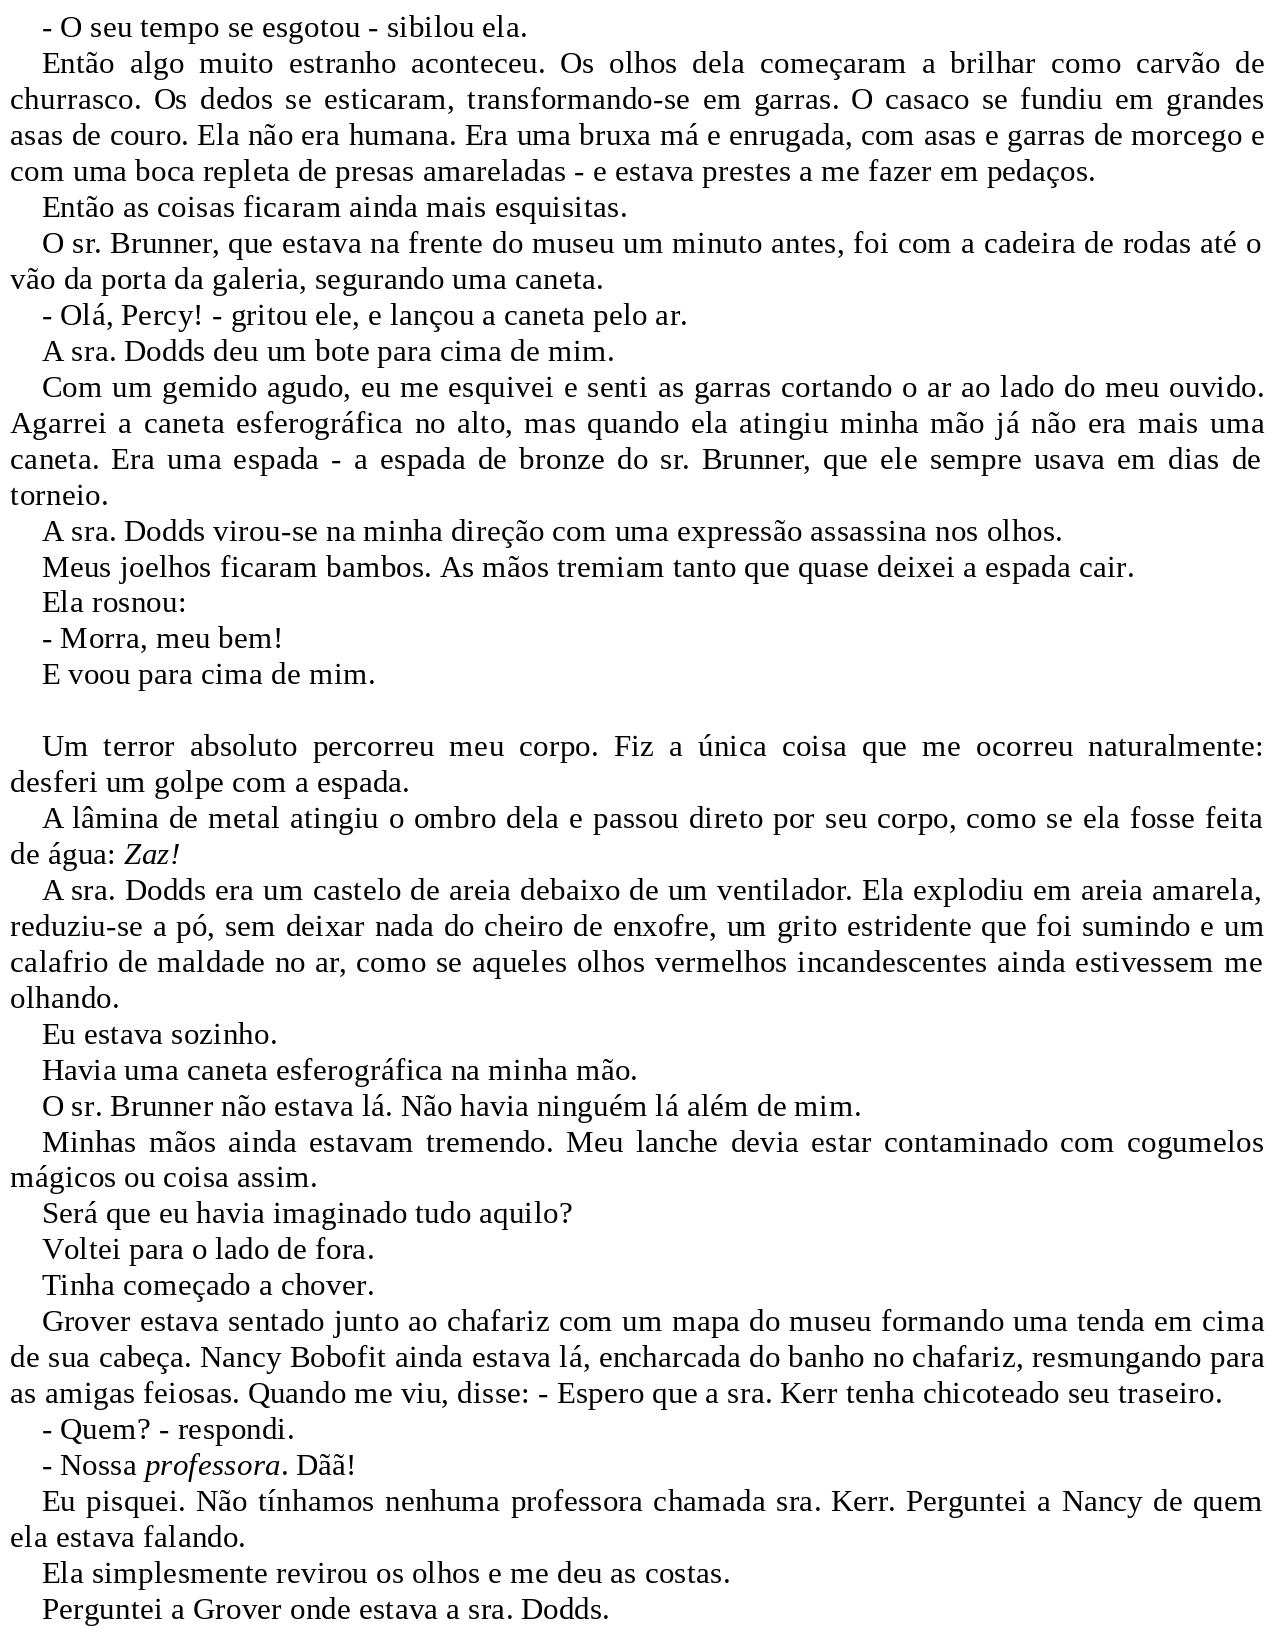 - O seu tempo se esgotou - sibilou ela.
Então algo muito estranho aconteceu. Os olhos dela começaram a brilhar como carvão de
churrasco. Os dedos se esticaram, transformando-se em garras. O casaco se fundiu em grandes
asas de couro. Ela não era humana. Era uma bruxa má e enrugada, com asas e garras de morcego e
com uma boca repleta de presas amareladas - e estava prestes a me fazer em pedaços.
Então as coisas ficaram ainda mais esquisitas.
O sr. Brunner, que estava na frente do museu um minuto antes, foi com a cadeira de rodas até o
vão da porta da galeria, segurando uma caneta.
- Olá, Percy! - gritou ele, e lançou a caneta pelo ar.
A sra. Dodds deu um bote para cima de mim.
Com um gemido agudo, eu me esquivei e senti as garras cortando o ar ao lado do meu ouvido.
Agarrei a caneta esferográfica no alto, mas quando ela atingiu minha mão já não era mais uma
caneta. Era uma espada - a espada de bronze do sr. Brunner, que ele sempre usava em dias de
torneio.
A sra. Dodds virou-se na minha direção com uma expressão assassina nos olhos.
Meus joelhos ficaram bambos. As mãos tremiam tanto que quase deixei a espada cair.
Ela rosnou:
- Morra, meu bem!
E voou para cima de mim.
Um terror absoluto percorreu meu corpo. Fiz a única coisa que me ocorreu naturalmente:
desferi um golpe com a espada.
A lâmina de metal atingiu o ombro dela e passou direto por seu corpo, como se ela fosse feita
de água: Zaz!
A sra. Dodds era um castelo de areia debaixo de um ventilador. Ela explodiu em areia amarela,
reduziu-se a pó, sem deixar nada do cheiro de enxofre, um grito estridente que foi sumindo e um
calafrio de maldade no ar, como se aqueles olhos vermelhos incandescentes ainda estivessem me
olhando.
Eu estava sozinho.
Havia uma caneta esferográfica na minha mão.
O sr. Brunner não estava lá. Não havia ninguém lá além de mim.
Minhas mãos ainda estavam tremendo. Meu lanche devia estar contaminado com cogumelos
mágicos ou coisa assim.
Será que eu havia imaginado tudo aquilo?
Voltei para o lado de fora.
Tinha começado a chover.
Grover estava sentado junto ao chafariz com um mapa do museu formando uma tenda em cima
de sua cabeça. Nancy Bobofit ainda estava lá, encharcada do banho no chafariz, resmungando para
as amigas feiosas. Quando me viu, disse: - Espero que a sra. Kerr tenha chicoteado seu traseiro.
- Quem? - respondi.
- Nossa professora. Dãã!
Eu pisquei. Não tínhamos nenhuma professora chamada sra. Kerr. Perguntei a Nancy de quem
ela estava falando.
Ela simplesmente revirou os olhos e me deu as costas.
Perguntei a Grover onde estava a sra. Dodds.